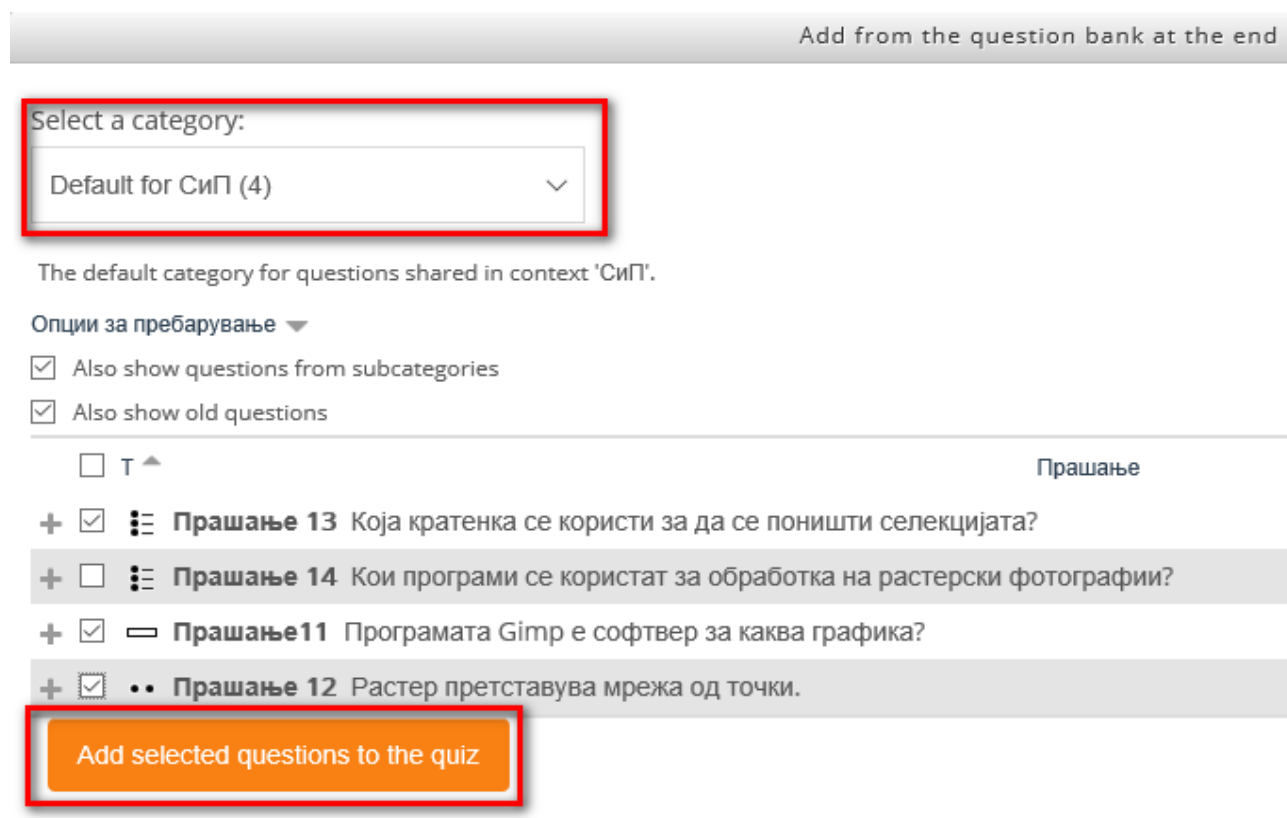 Add from the question bank at the end
Select a category:
Default for СиП (4)
The default category for questions shared in context 'СиП'.
Опции за пребарување
Also show questions from subcategories
Also show old questions
Т Прашање
Прашање 13 Која кратенка се користи за да се поништи селекцијата?
Прашање 14 Кои програми се користат за обработка на растерски фотографии?
Прашање11 Програмата Gimp е софтвер за каква графика?
Прашање 12 Растер претставува мрежа од точки.
Add selected questions to the quiz